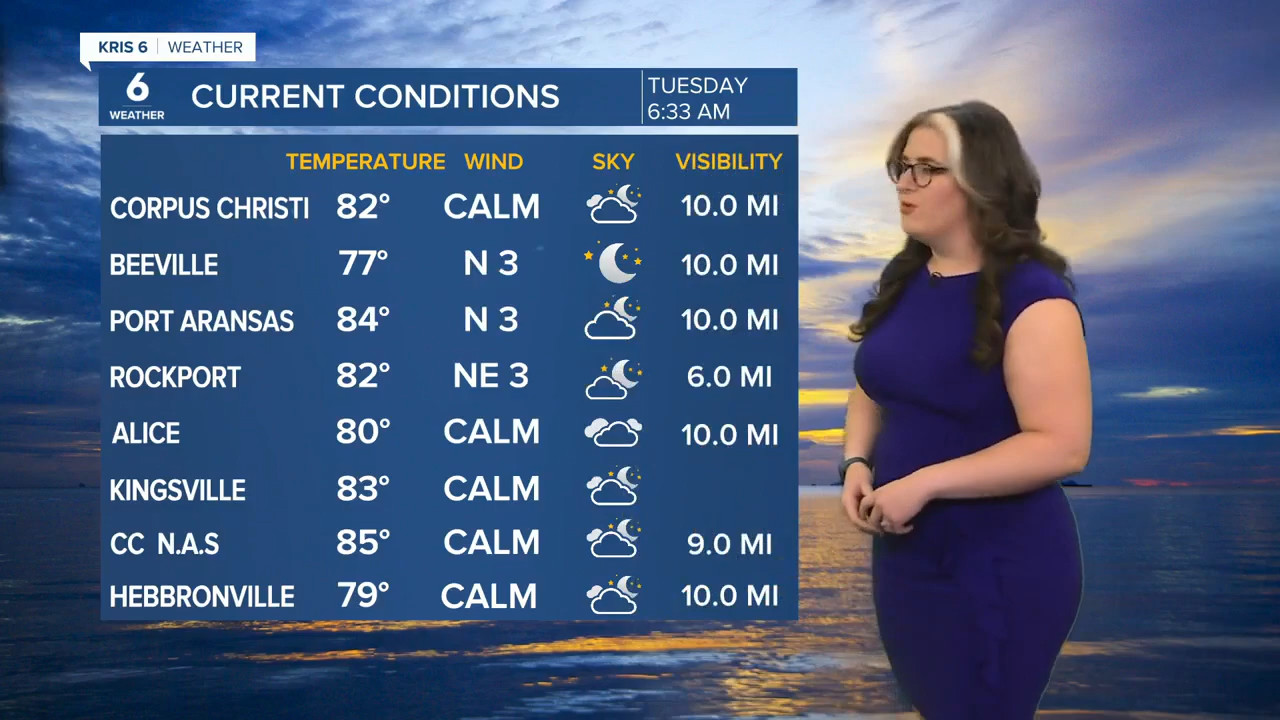 KRIS 6 | WEATHER
6
WEATHER
CURRENT CONDITIONS
TUESDAY
6:33 AM
TEMPERATURE WIND SKY VISIBILITY
CORPUS CHRISTI 82° CALM 10.0 MI
BEEVILLE 77° N 3 10.0 MI
PORT ARANSAS 84° N 3 10.0 MI
ROCKPORT 82° NE 3 6.0 MI
ALICE 80° CALM 10.0 MI
KINGSVILLE 83° CALM
CC N.A.S 85° CALM 9.0 MI
HEBBRONVILLE 79° CALM 10.0 MI